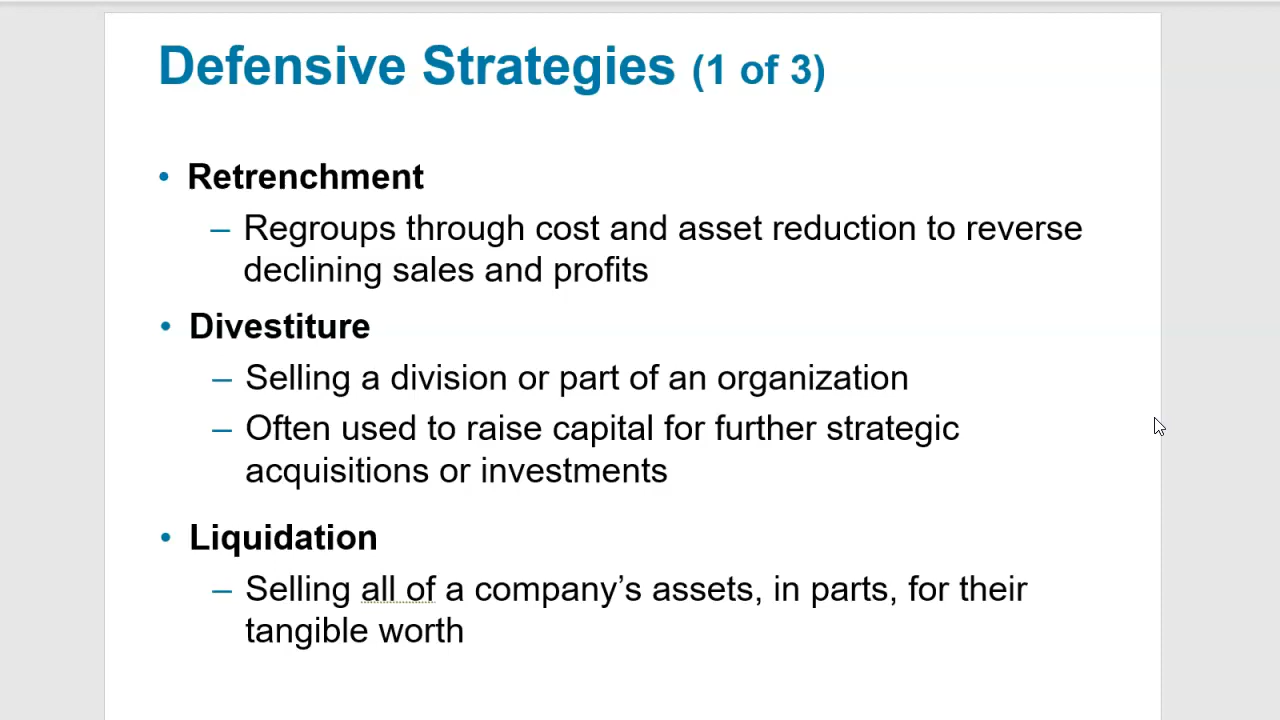 Defensive Strategies (1 of 3)
• Retrenchment
– Regroups through cost and asset reduction to reverse
declining sales and profits
• Divestiture
– Selling a division or part of an organization
– Often used to raise capital for further strategic
acquisitions or investments
• Liquidation
– Selling all of a company’s assets, in parts, for their
tangible worth